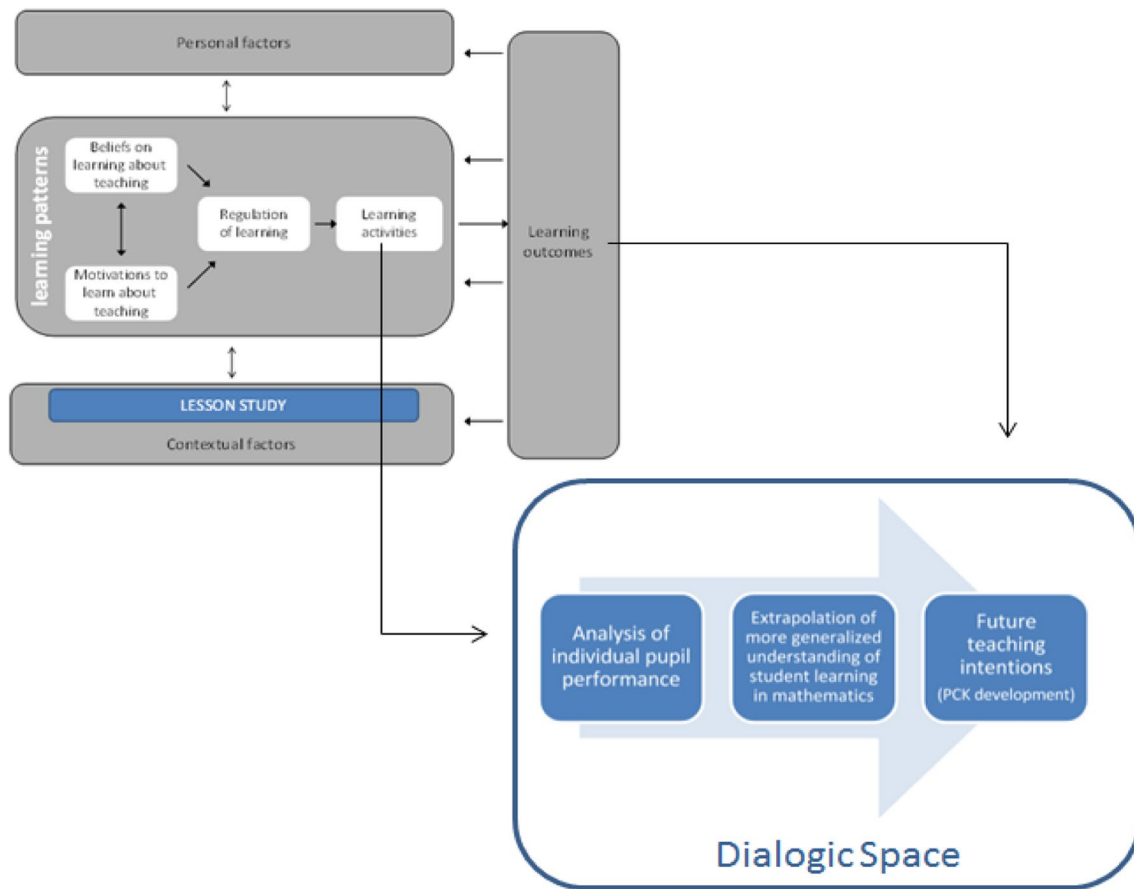 Personal factors
learning patterns
Beliefs on
learning about
teaching
Regulation
of learning
Learning
activities
Motivations to
learn about
teaching
Learning
outcomes
LESSON STUDY
Contextual factors
Analysis of
individual pupil
performance
Extrapolation of
more generalized
understanding of
student learning
in mathematics
Future
teaching
intentions
(PCK development)
Dialogic Space